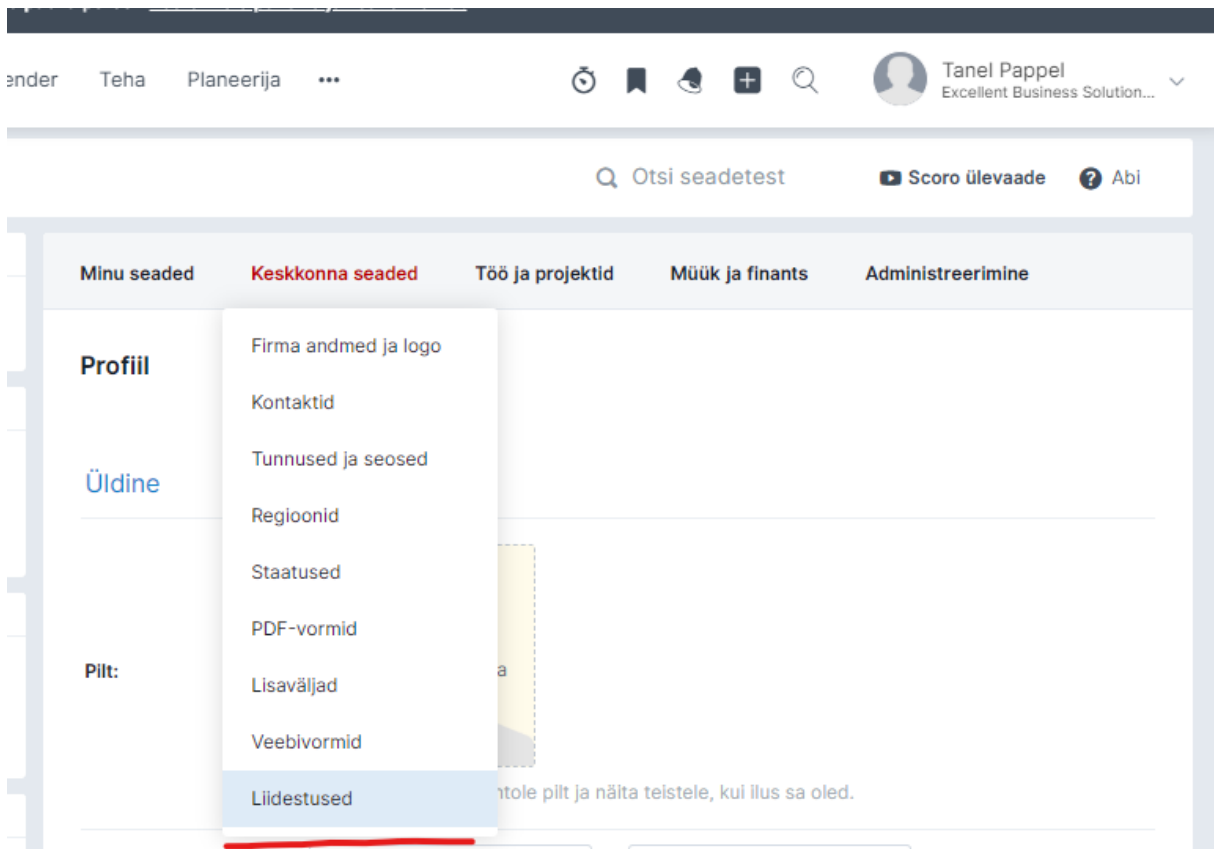 ender Teha Planeerija ••• Tanel Pappel
Excellent Business Solution...
Otsi seadetest Scoro ülevaade Abi
Minu seaded Keskkonna seaded Töö ja projektid Müük ja finants Administreerimine
Profiil
Firma andmed ja logo
Kontaktid
Tunnused ja seosed
Üldine
Regioonid
Staatused
PDF-vormid
Pilt:
a
Lisaväljad
Veebivormid
Liidestused
ntole pilt ja näita teistele, kui ilus sa oled.